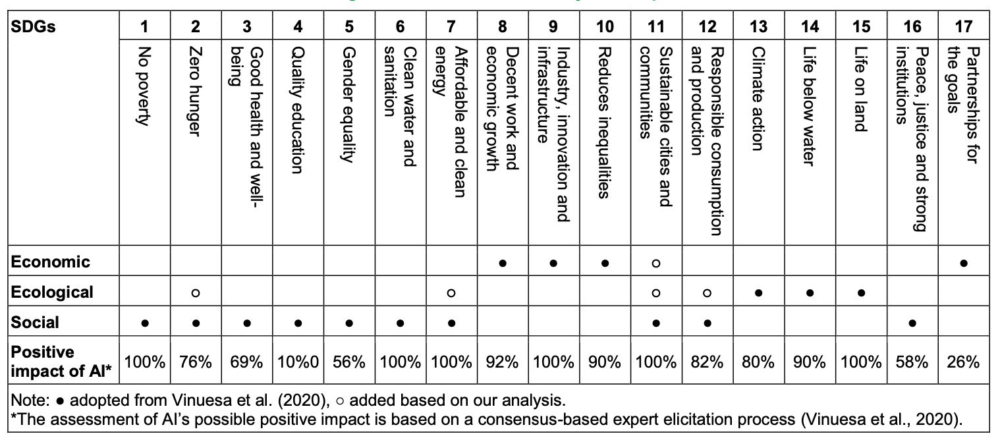 SDGs 1 2 3 4 5 6 7 8 9 10 11 12 13 14 15 16 17
No poverty
Zero hunger
Good health and well-
being
Quality education
Gender equality
Clean water and
sanitation
Affordable and clean
energy
Decent work and
economic growth
Industry, innovation and
infrastructure
Reduces inequalities
Sustainable cities and
communities
Responsible consumption
and production
Climate action
Life below water
Life on land
Peace, justice and strong
institutions
Partnerships for
the goals
Economic ● ● ● ○ ●
Ecological ○ ○ ○ ○ ● ● ●
Social ● ● ● ● ● ● ● ● ● ●
Positive
impact of AI* 100% 76% 69% 10%0 56% 100% 100% 92% 100% 90% 100% 82% 80% 90% 100% 58% 26%
Note: ● adopted from Vinuesa et al. (2020), ○ added based on our analysis.
*The assessment of AI's possible positive impact is based on a consensus-based expert elicitation process (Vinuesa et al., 2020).